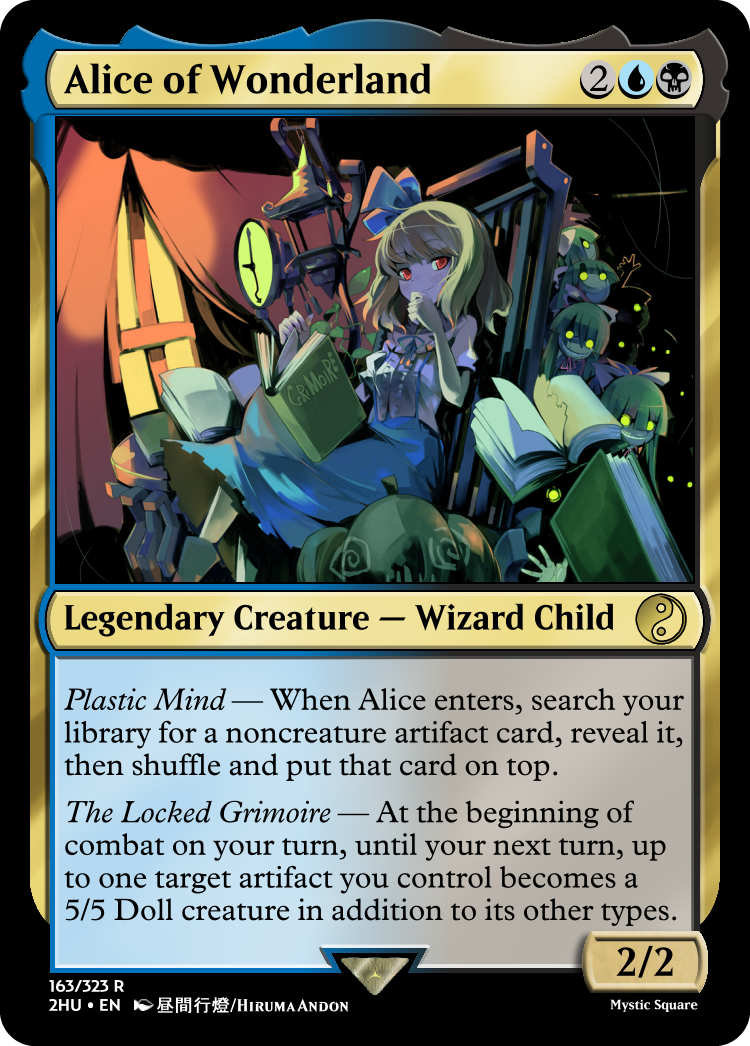 Alice of Wonderland 2
GRIMOIRE
Legendary Creature — Wizard Child
Plastic Mind — When Alice enters, search your
library for a noncreature artifact card, reveal it,
then shuffle and put that card on top.
The Locked Grimoire — At the beginning of
combat on your turn, until your next turn, up
to one target artifact you control becomes a
5/5 Doll creature in addition to its other types.
2/2
163/323 R
2HU • EN 昼間行燈/HirumaAndon
Mystic Square